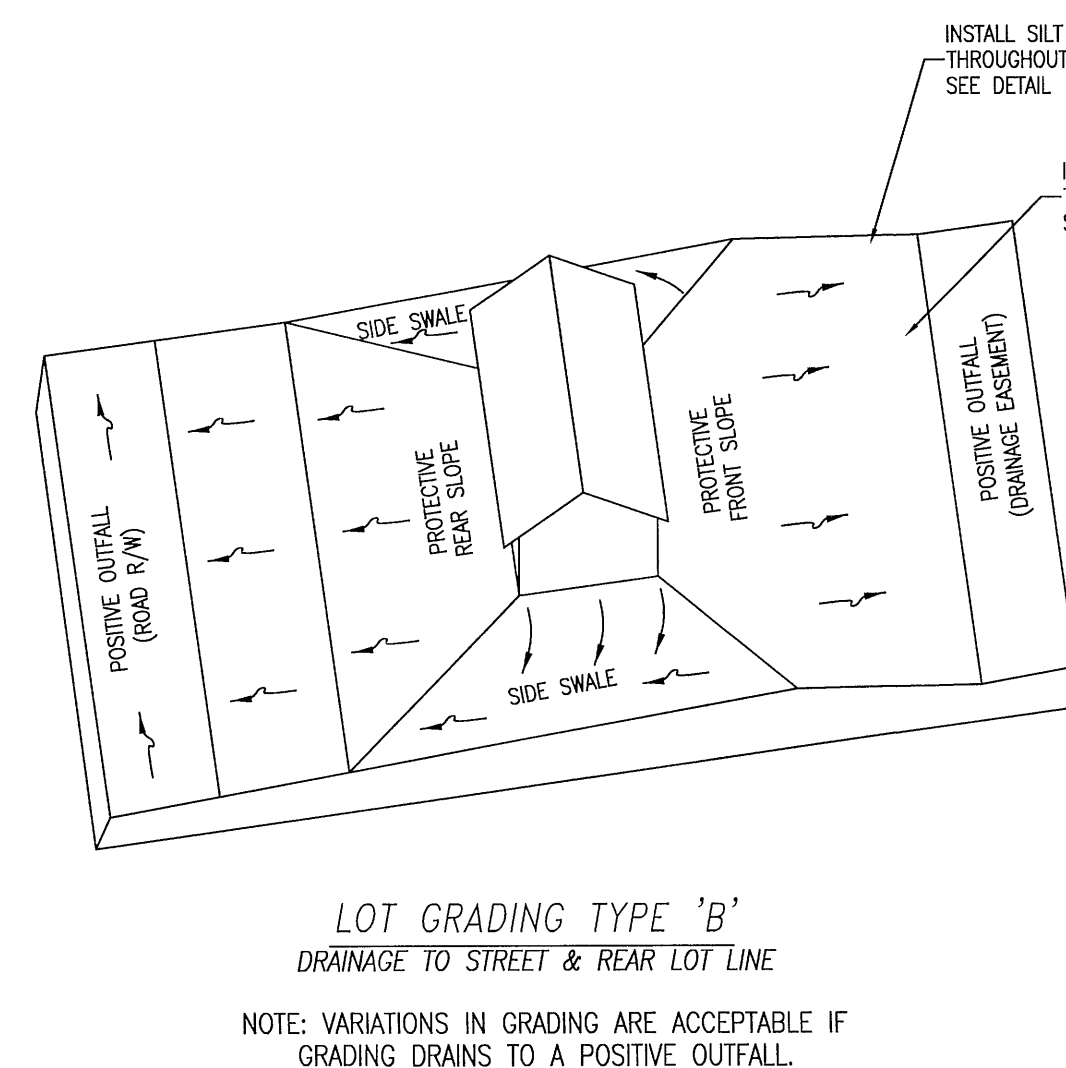 INSTALL SILT
THROUGHOUT
SEE DETAIL
SIDE SWALE
PROTECTIVE
REAR SLOPE
PROTECTIVE
FRONT SLOPE
POSITIVE OUTFALL
(DRAINAGE EASEMENT)
POSITIVE OUTFALL
(ROAD R/W)
SIDE SWALE
LOT GRADING TYPE 'B'
DRAINAGE TO STREET & REAR LOT LINE
NOTE: VARIATIONS IN GRADING ARE ACCEPTABLE IF
GRADING DRAINS TO A POSITIVE OUTFALL.